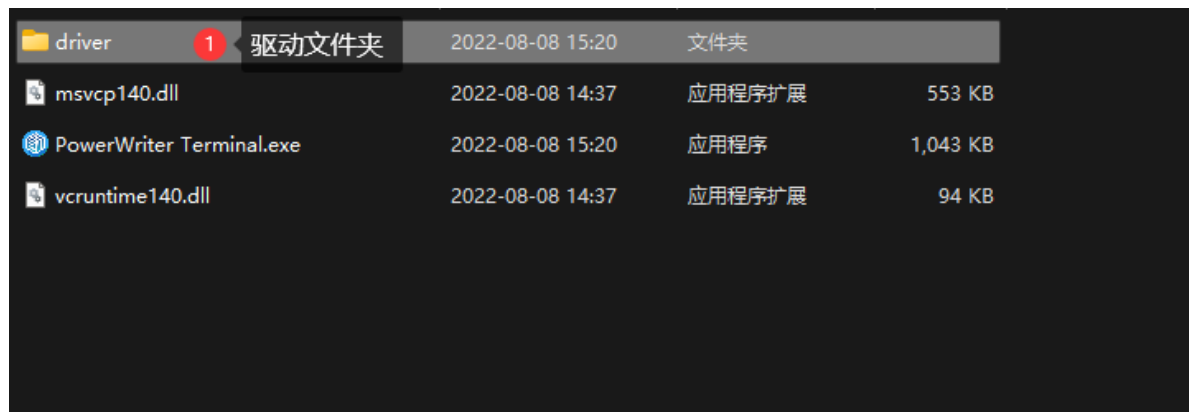 driver 1 驱动文件夹 2022-08-08 15:20 文件夹
msvcp140.dll 2022-08-08 14:37 应用程序扩展 553 KB
PowerWriter Terminal.exe 2022-08-08 15:20 应用程序 1,043 KB
vcruntime140.dll 2022-08-08 14:37 应用程序扩展 94 KB